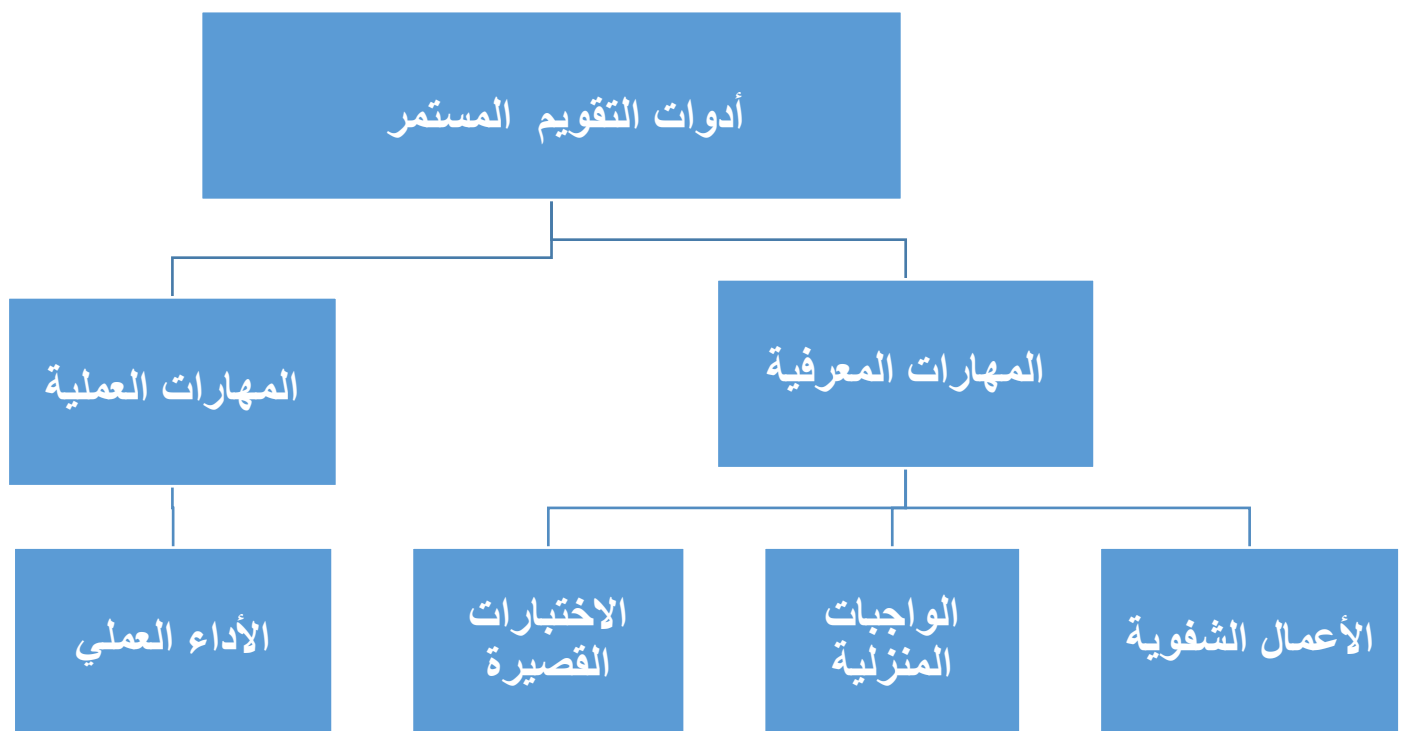 أدوات التقويم المستمر
المهارات المعرفية
المهارات العملية
الأعمال الشفوية
الواجبات
المنزلية
الاختبارات
القصيرة
الأداء العملي